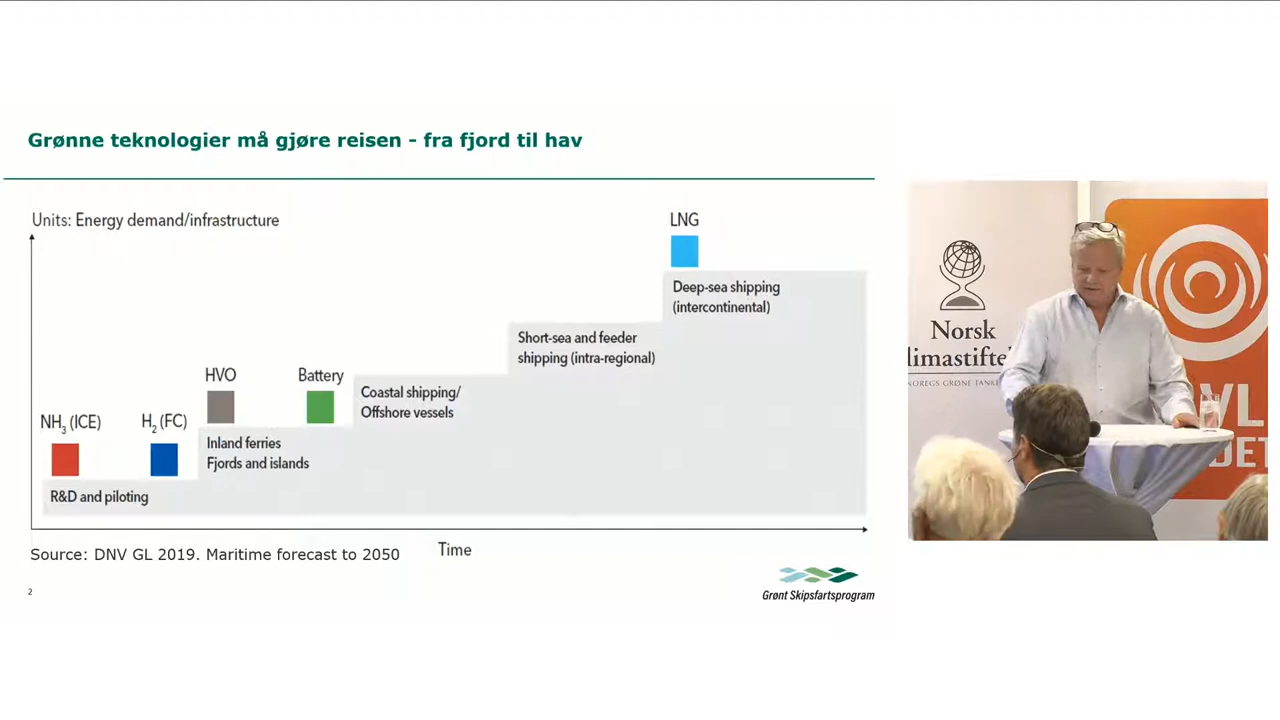 Grønne teknologier må gjøre reisen - fra fjord til hav
Units: Energy demand/infrastructure
LNG
Deep-sea shipping
(intercontinental)
Short-sea and feeder
shipping (intra-regional)
HVO
Battery
Coastal shipping/
Offshore vessels
NH3 (ICE)
H2 (FC)
Inland ferries
Fjords and islands
R&D and piloting
Time
Source: DNV GL 2019. Maritime forecast to 2050
2
Grønt Skipsfartsprogram
Norsk
limastifte
NOREGS GRØNE TANKE
VL
DET